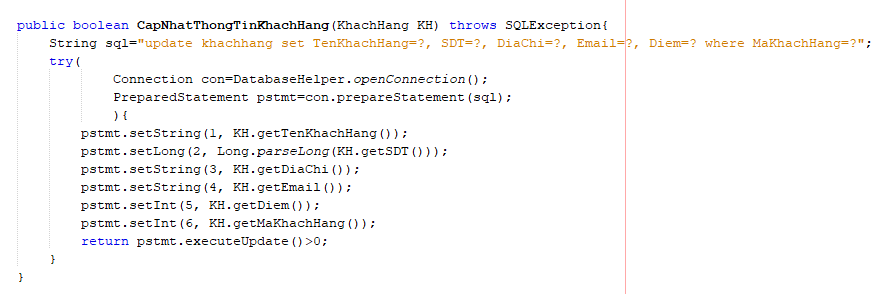 public boolean CapNhatThongTinKhachHang(KhachHang KH) throws SQLException{
String sql="update khachhang set TenKhachHang=?, SDT=?, DiaChi=?, Email=?, Diem=? where MaKhachHang=?";
try(
Connection con=DatabaseHelper.openConnection();
PreparedStatement pstmt=con.prepareStatement(sql);
){
pstmt.setString(1, KH.getTenKhachHang());
pstmt.setLong(2, Long.parseLong(KH.getSDT()));
pstmt.setString(3, KH.getDiaChi());
pstmt.setString(4, KH.getEmail());
pstmt.setInt(5, KH.getDiem());
pstmt.setInt(6, KH.getMaKhachHang());
return pstmt.executeUpdate()>0;
}
}